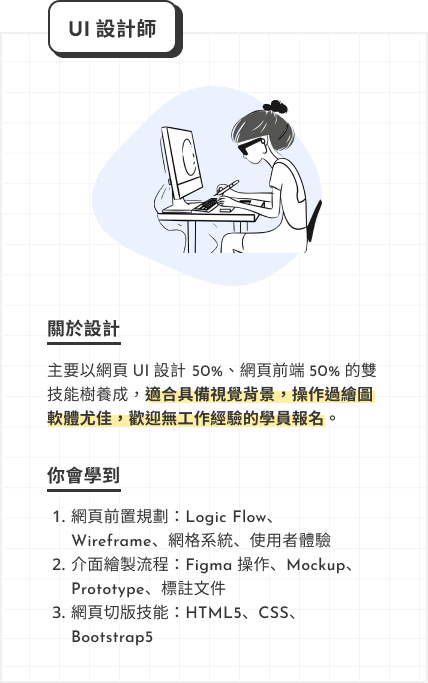 UI 設計師
關於設計
主要以網頁 UI 設計 50%、網頁前端 50% 的雙
技能樹養成，適合具備視覺背景，操作過繪圖
軟體尤佳，歡迎無工作經驗的學員報名。
你會學到
1. 網頁前置規劃：Logic Flow、
Wireframe、網格系統、使用者體驗
2. 介面繪製流程：Figma 操作、Mockup、
Prototype、標註文件
3. 網頁切版技能：HTML5、CSS、
Bootstrap5